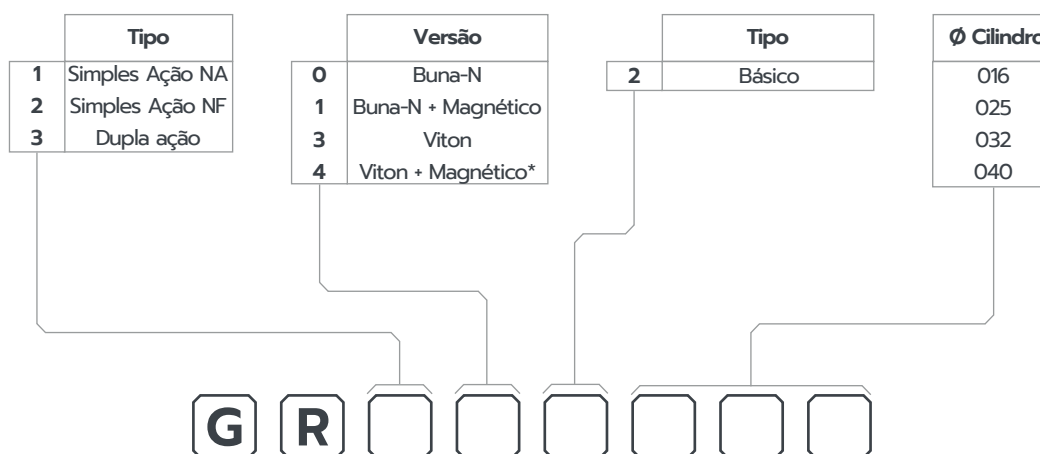 Tipo
1 Simples Ação NA
2 Simples Ação NF
3 Dupla ação
Versão
0 Buna-N
1 Buna-N + Magnético
3 Viton
4 Viton + Magnético*
Tipo
2 Básico
Ø Cilindro
016
025
032
040
G R